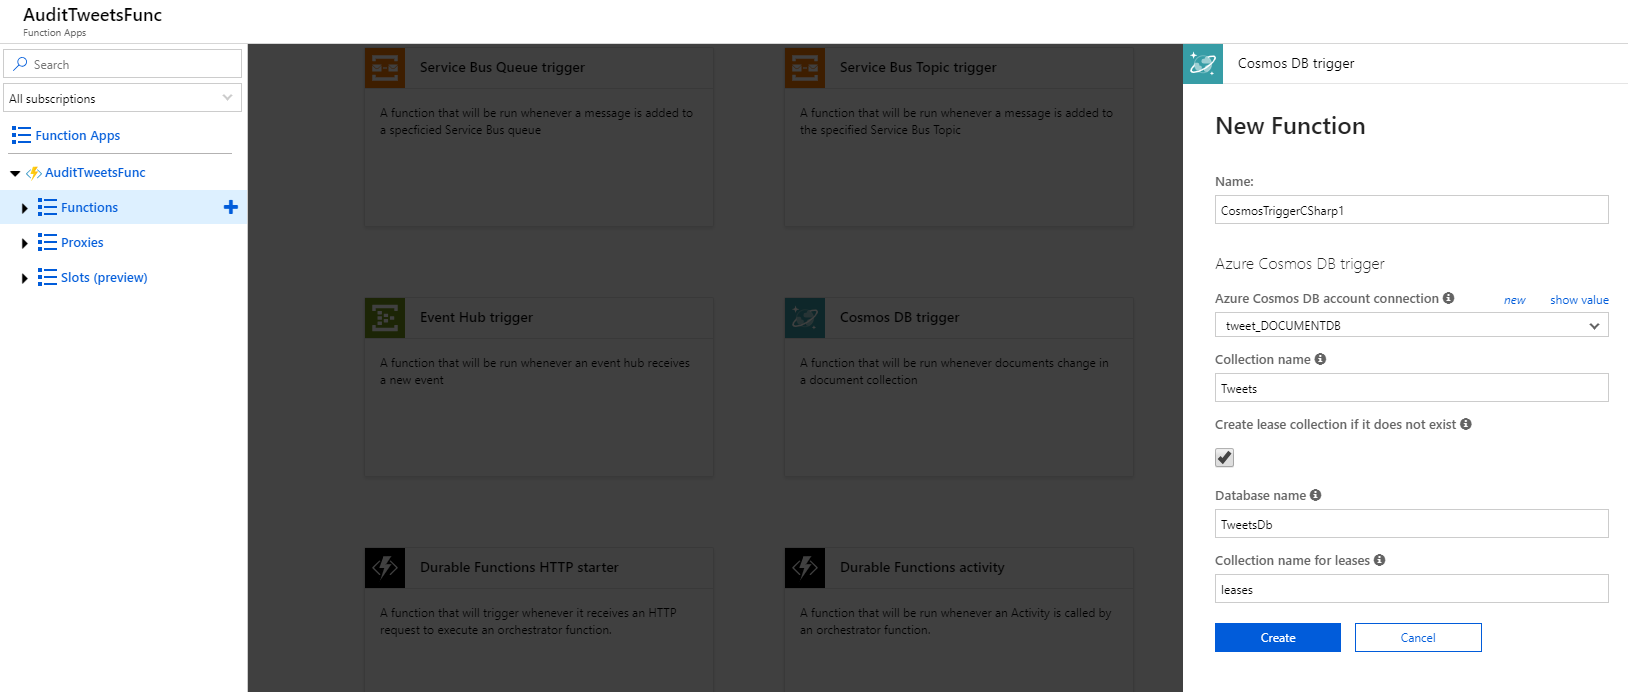 AuditTweetsFunc
Function Apps
Search
All subscriptions
Function Apps
AuditTweetsFunc
Functions
Proxies
Slots (preview)
Service Bus Queue trigger
A function that will be run whenever a message is added to
a specficied Service Bus queue
Service Bus Topic trigger
A function that will be run whenever a message is added to
the specified Service Bus Topic
Event Hub trigger
A function that will be run whenever an event hub receives
a new event
Cosmos DB trigger
A function that will be run whenever documents change in
a document collection
Durable Functions HTTP starter
A function that will trigger whenever it receives an HTTP
request to execute an orchestrator function.
Durable Functions activity
A function that will be run whenever an Activity is called by
an orchestrator function.
Cosmos DB trigger
New Function
Name:
CosmosTriggerCSharp1
Azure Cosmos DB trigger
Azure Cosmos DB account connection new show value
tweet_DOCUMENTDB
Collection name
Tweets
Create lease collection if it does not exist
Database name
TweetsDb
Collection name for leases
leases
Create Cancel